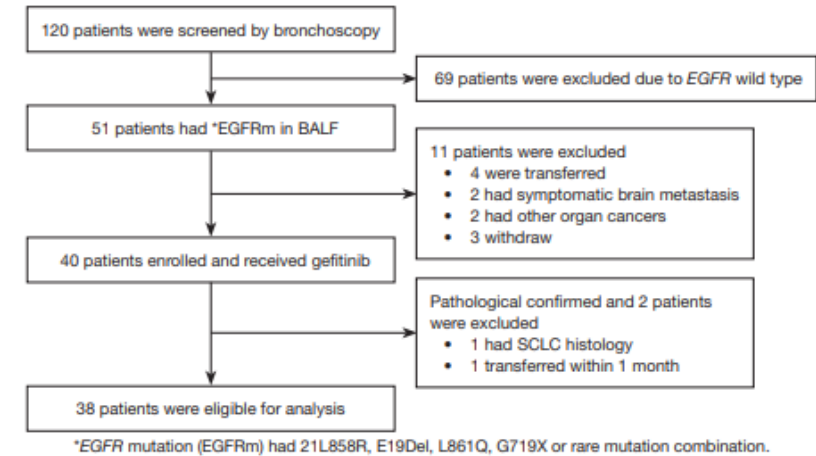 120 patients were screened by bronchoscopy
69 patients were excluded due to EGFR wild type
51 patients had *EGFRm in BALF
11 patients were excluded
• 4 were transferred
• 2 had symptomatic brain metastasis
• 2 had other organ cancers
• 3 withdraw
40 patients enrolled and received gefitinib
Pathological confirmed and 2 patients
were excluded
• 1 had SCLC histology
• 1 transferred within 1 month
38 patients were eligible for analysis
*EGFR mutation (EGFRm) had 21L858R, E19Del, L861Q, G719X or rare mutation combination.